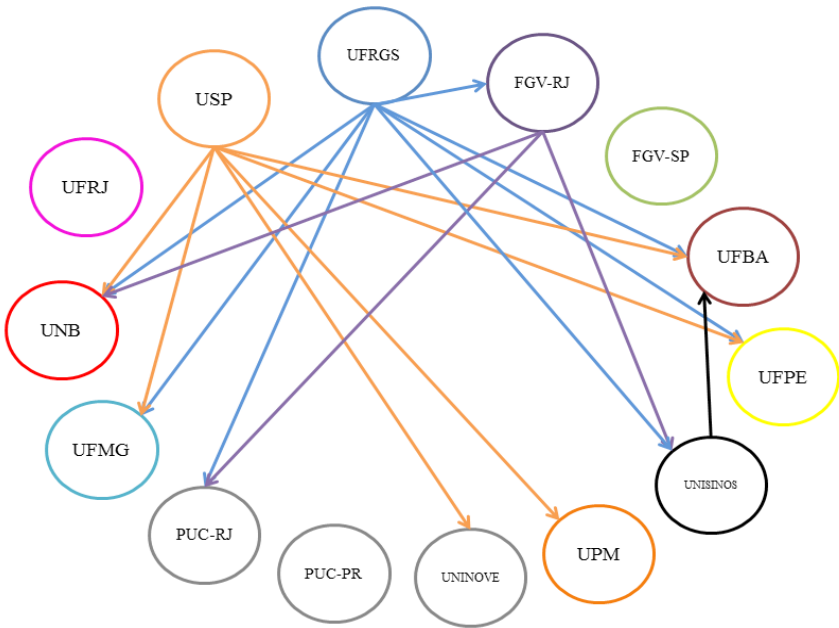 UFRGS
FGV-RJ
USP
FGV-SP
UFRJ
UFBA
UNB
UFPE
UFMG
UNISINOS
PUC-RJ
UPM
PUC-PR
UNINOVE